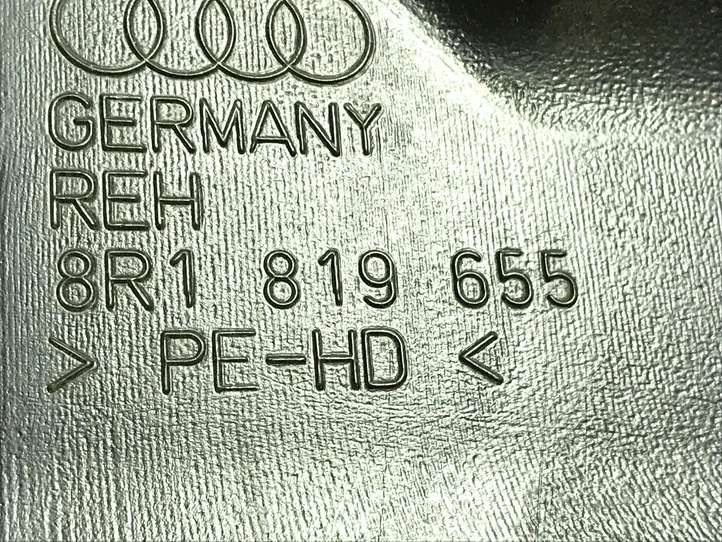 GERMANY
REH
8R1 819 655
> PE-HD <